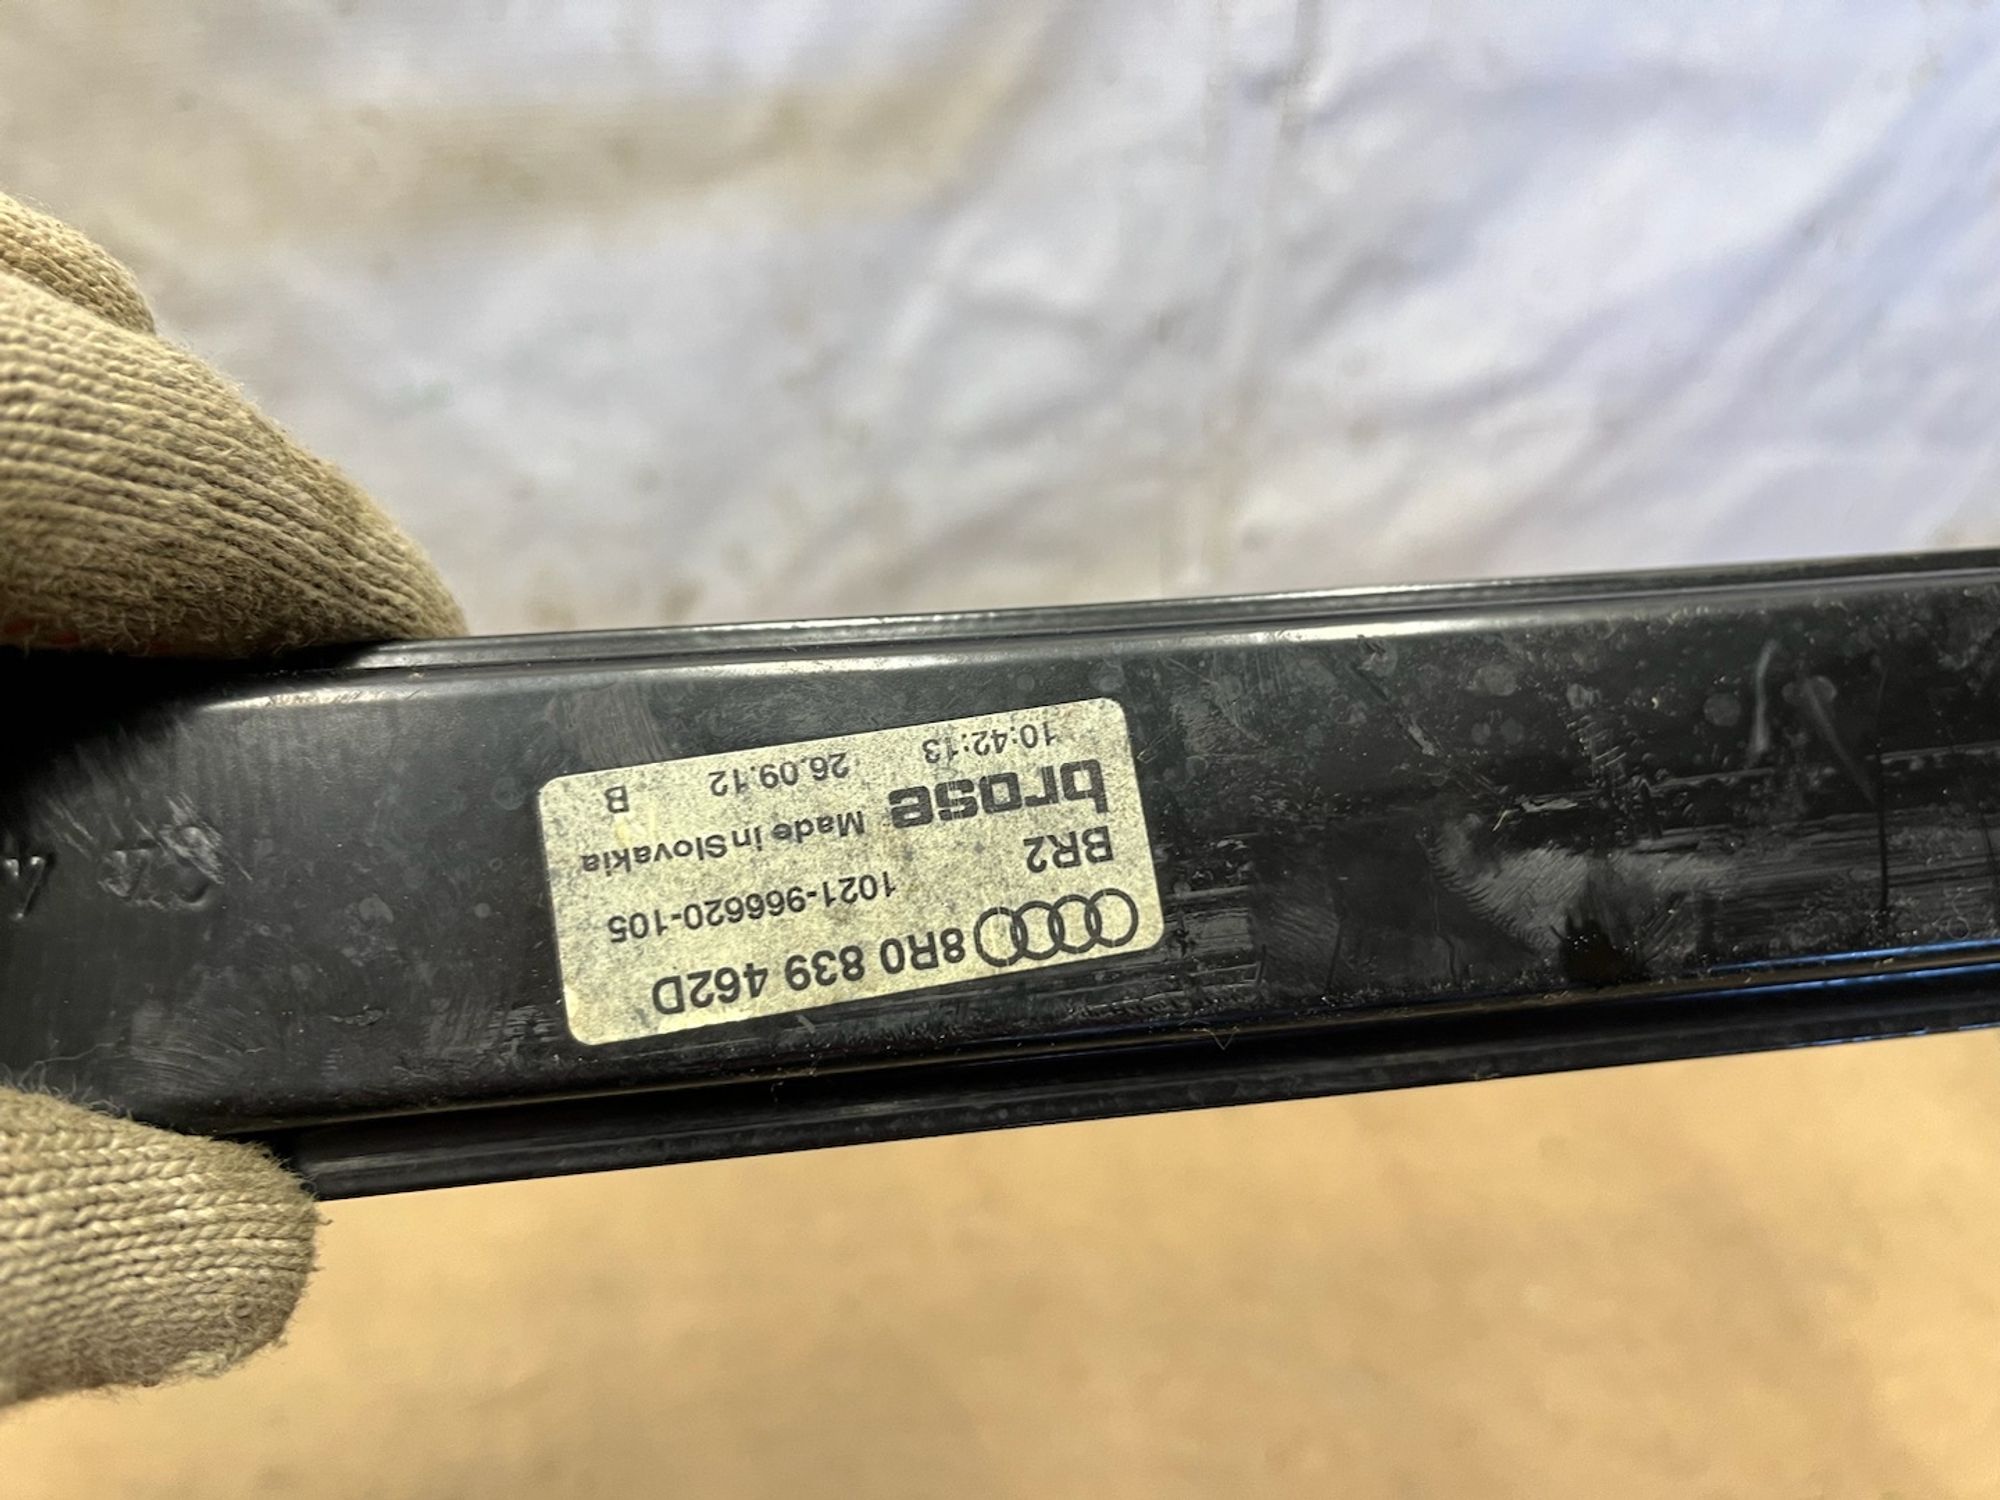 8R0 839 462D
1021-966620-105
BR2
brose Made in Slovakia
10:42:13 26.09.12 B